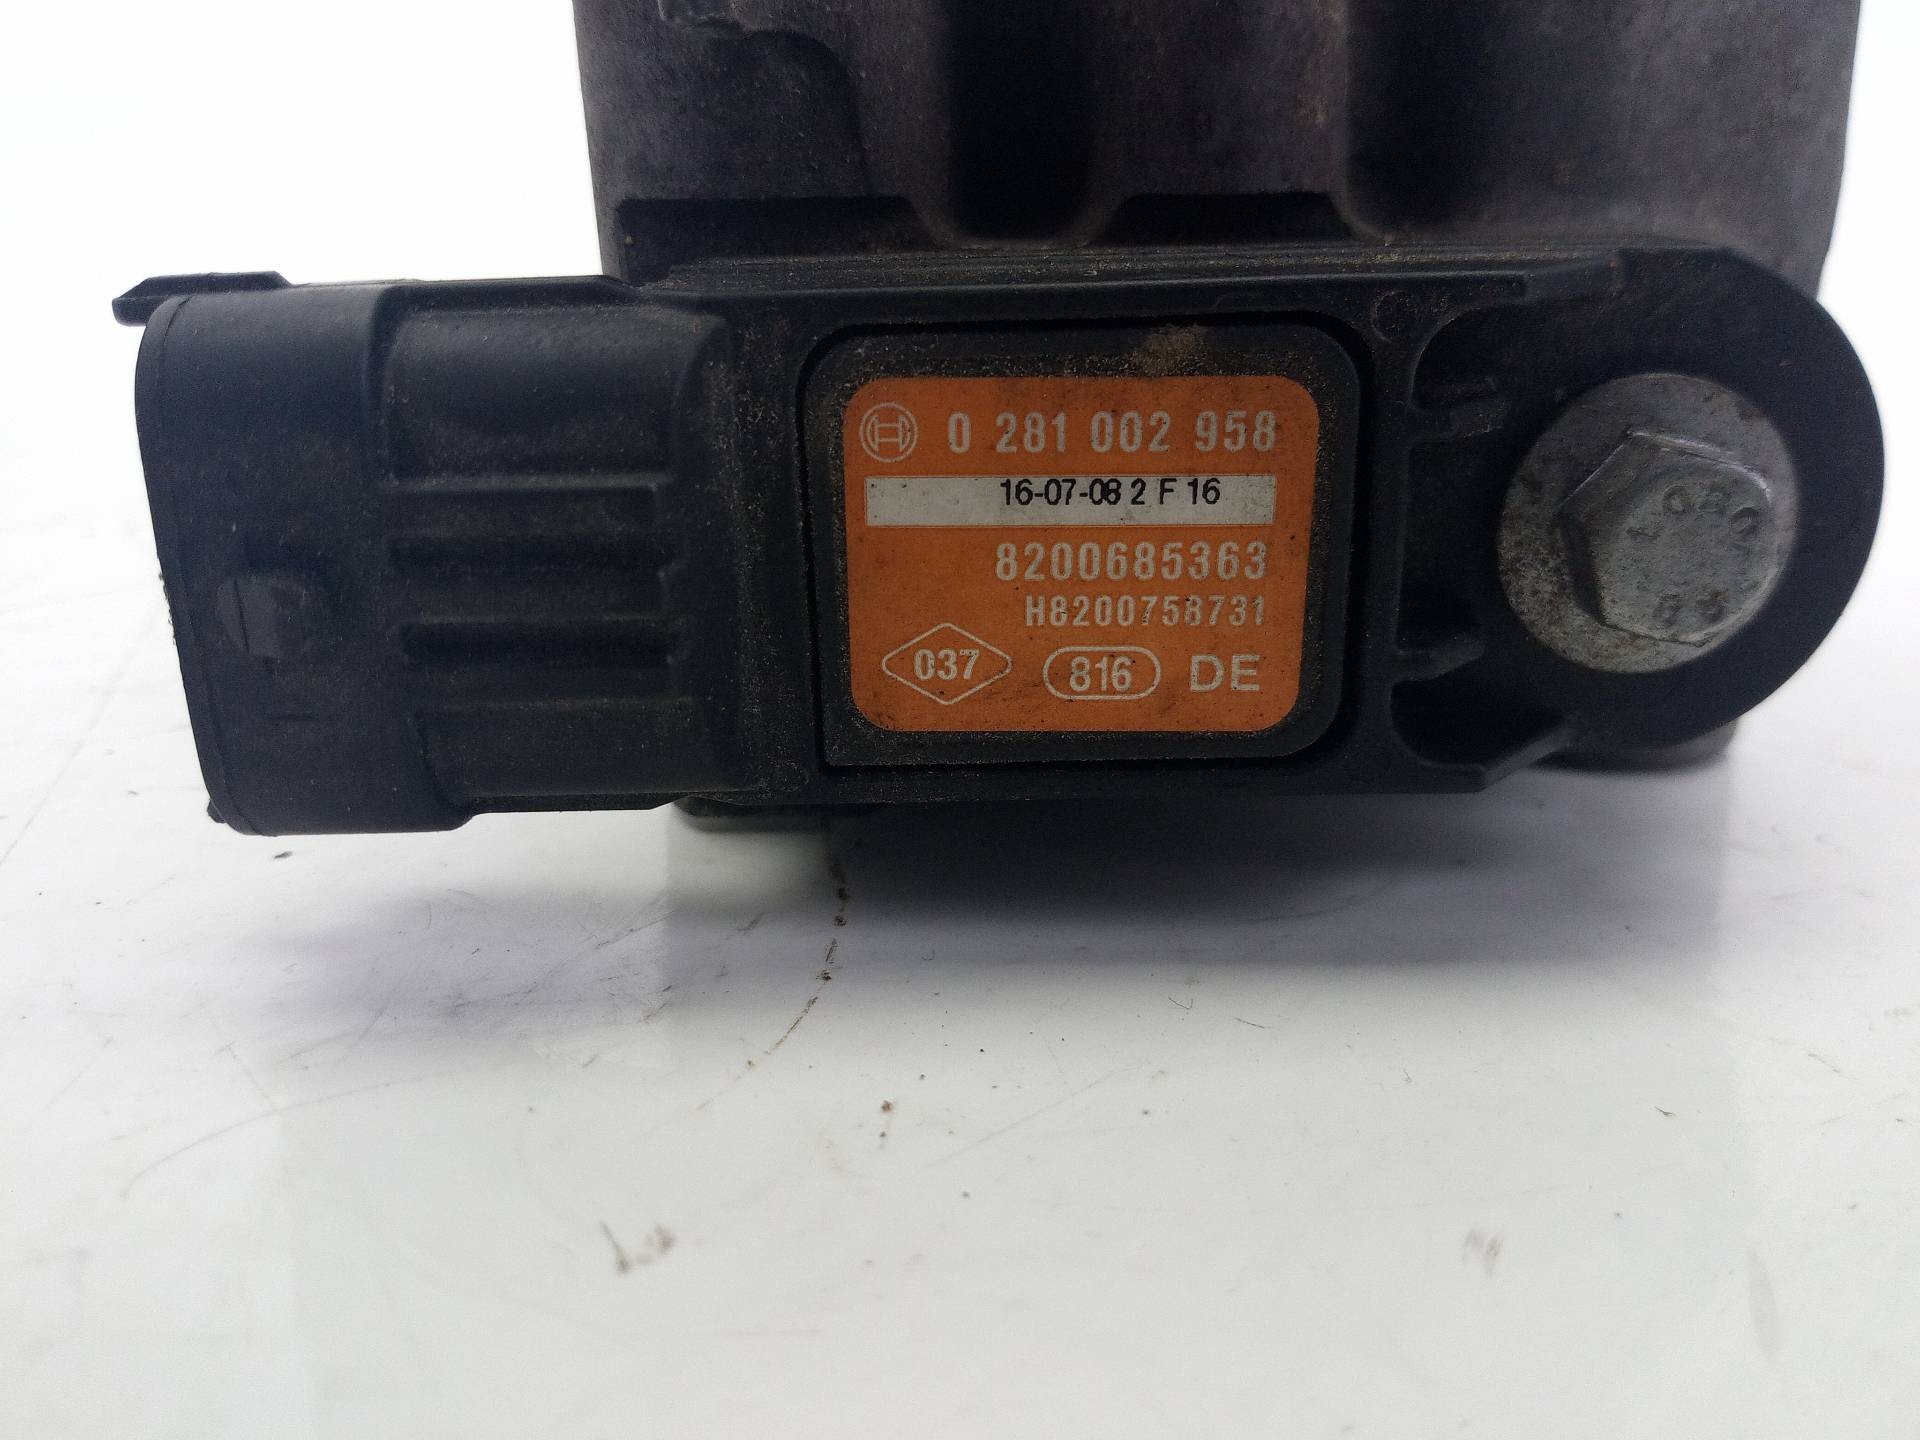 0 281 002 958
16-07-08 2 F 16
8200685363
H8200758731
037 816 DE